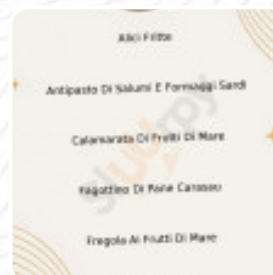 Alici Fritte
Antipasto Di Salumi E Formaggi Sardi
Calamarata Di Frutti Di Mare
Fagottino Di Pane Carasau
Fregola Ai Frutti Di Mare